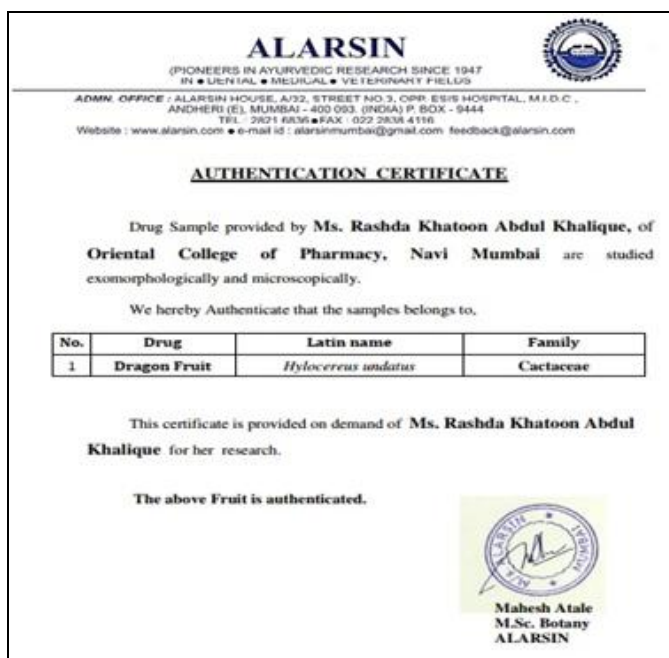 ALARSIN
(PIONEERS IN AYURVEDIC RESEARCH SINCE 1947
IN ● DENTAL ● MEDICAL ● VETERINARY FIELDS
ADMN. OFFICE : ALARSIN HOUSE, A/32, STREET NO.3, OPP. ESIS HOSPITAL, M.I.D.C.,
ANDHERI (E), MUMBAI - 400 093. (INDIA) P. BOX - 9444
TEL : 2821 6836 ● FAX : 022 2838 4116
Website : www.alarsin.com ● e-mail id : alarsinmumbai@gmail.com feedback@alarsin.com
AUTHENTICATION CERTIFICATE
Drug Sample provided by Ms. Rashda Khatoon Abdul Khalique, of
Oriental College of Pharmacy, Navi Mumbai are studied
exomorphologically and microscopically.
We hereby Authenticate that the samples belongs to,
No. Drug Latin name Family
1 Dragon Fruit Hylocereus undatus Cactaceae
This certificate is provided on demand of Ms. Rashda Khatoon Abdul
Khalique for her research.
The above Fruit is authenticated.
M/s ALARSIN MUMBAI
Mahesh Atale
M.Sc. Botany
ALARSIN